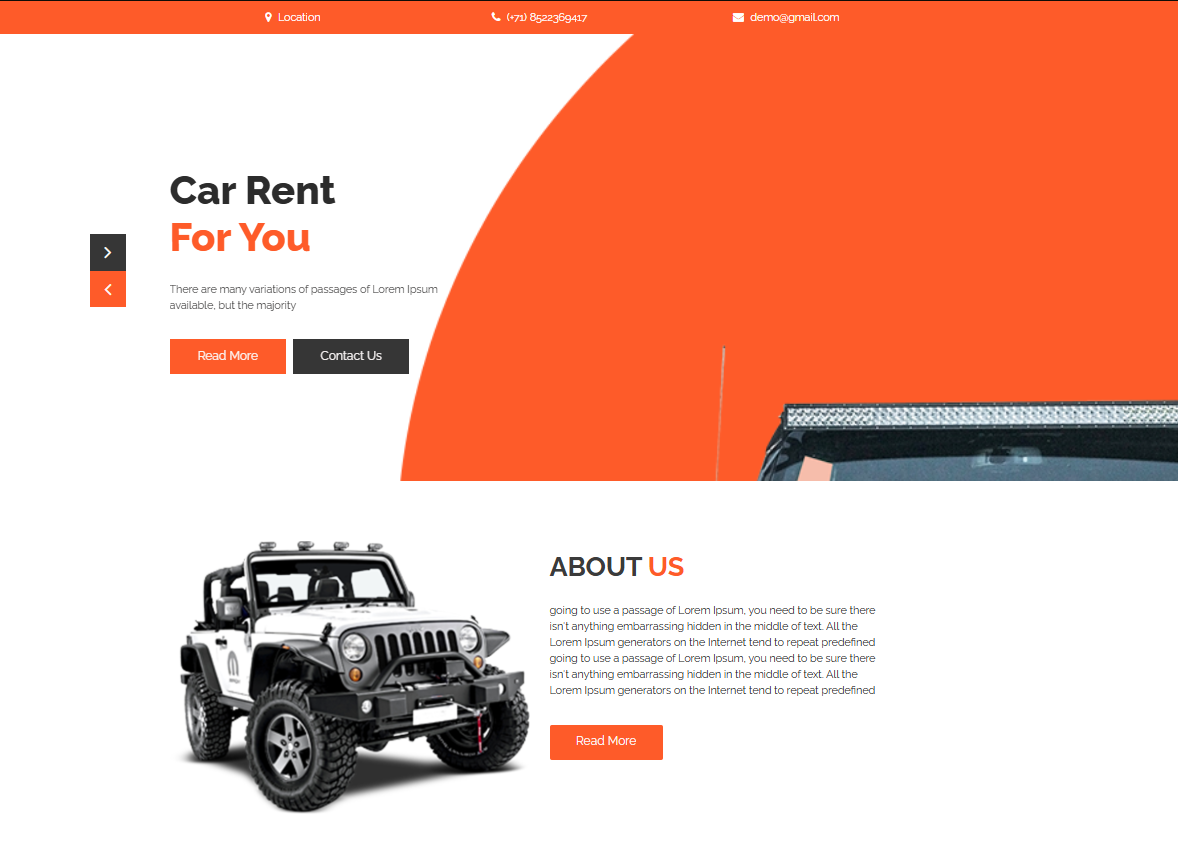 Location
(+71) 8522369417
demo@gmail.com
Car Rent
For You
There are many variations of passages of Lorem Ipsum
available, but the majority
Read More
Contact Us
ABOUT US
going to use a passage of Lorem Ipsum, you need to be sure there
isn't anything embarrassing hidden in the middle of text. All the
Lorem Ipsum generators on the Internet tend to repeat predefined
going to use a passage of Lorem Ipsum, you need to be sure there
isn't anything embarrassing hidden in the middle of text. All the
Lorem Ipsum generators on the Internet tend to repeat predefined
Read More